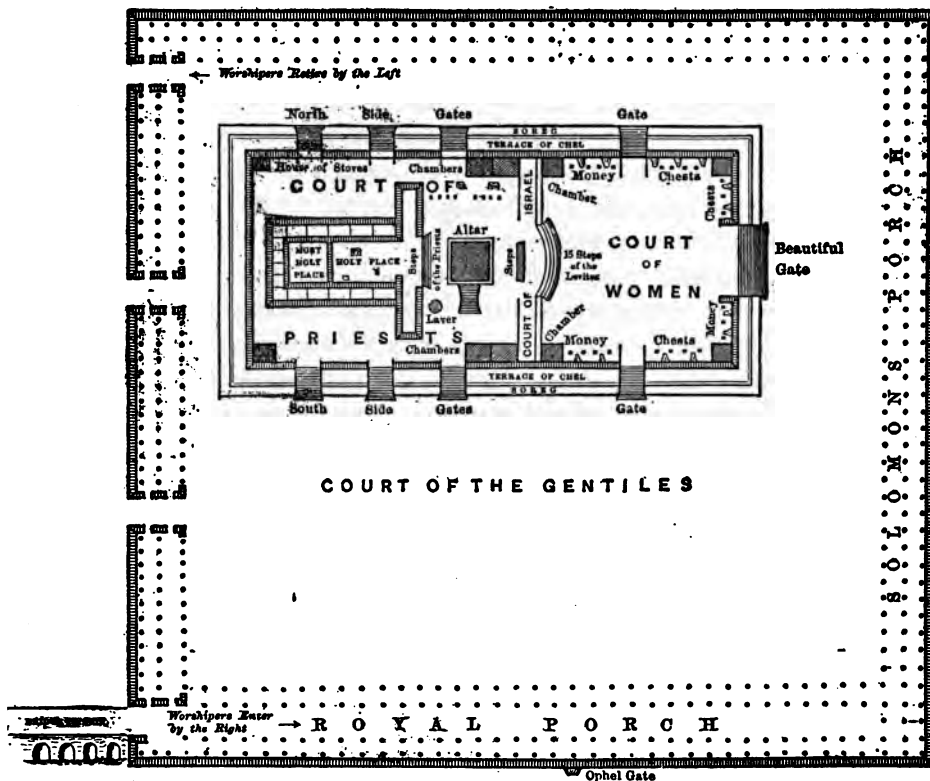 Worshipers Retire by the Left
North Side Gates Gate
SOREG
TERRACE OF CHEL
House of Stoves Chambers
Money Chests
COURT OF
ISRAEL
Chamber
Chests
MOST
HOLY
PLACE
HOLY PLACE
Steps
of the Priests
Altar
Steps
15 Steps
of the
Levites
COURT
OF
WOMEN
Beautiful
Gate
Laver
PRIESTS
Chambers
COURT OF
Chamber
Money Chests
Money
TERRACE OF CHEL
SOREG
South Side Gates Gate
SOLOMONS PORCH
COURT OF THE GENTILES
Worshipers Enter
by the Right
ROYAL PORCH
Ophel Gate